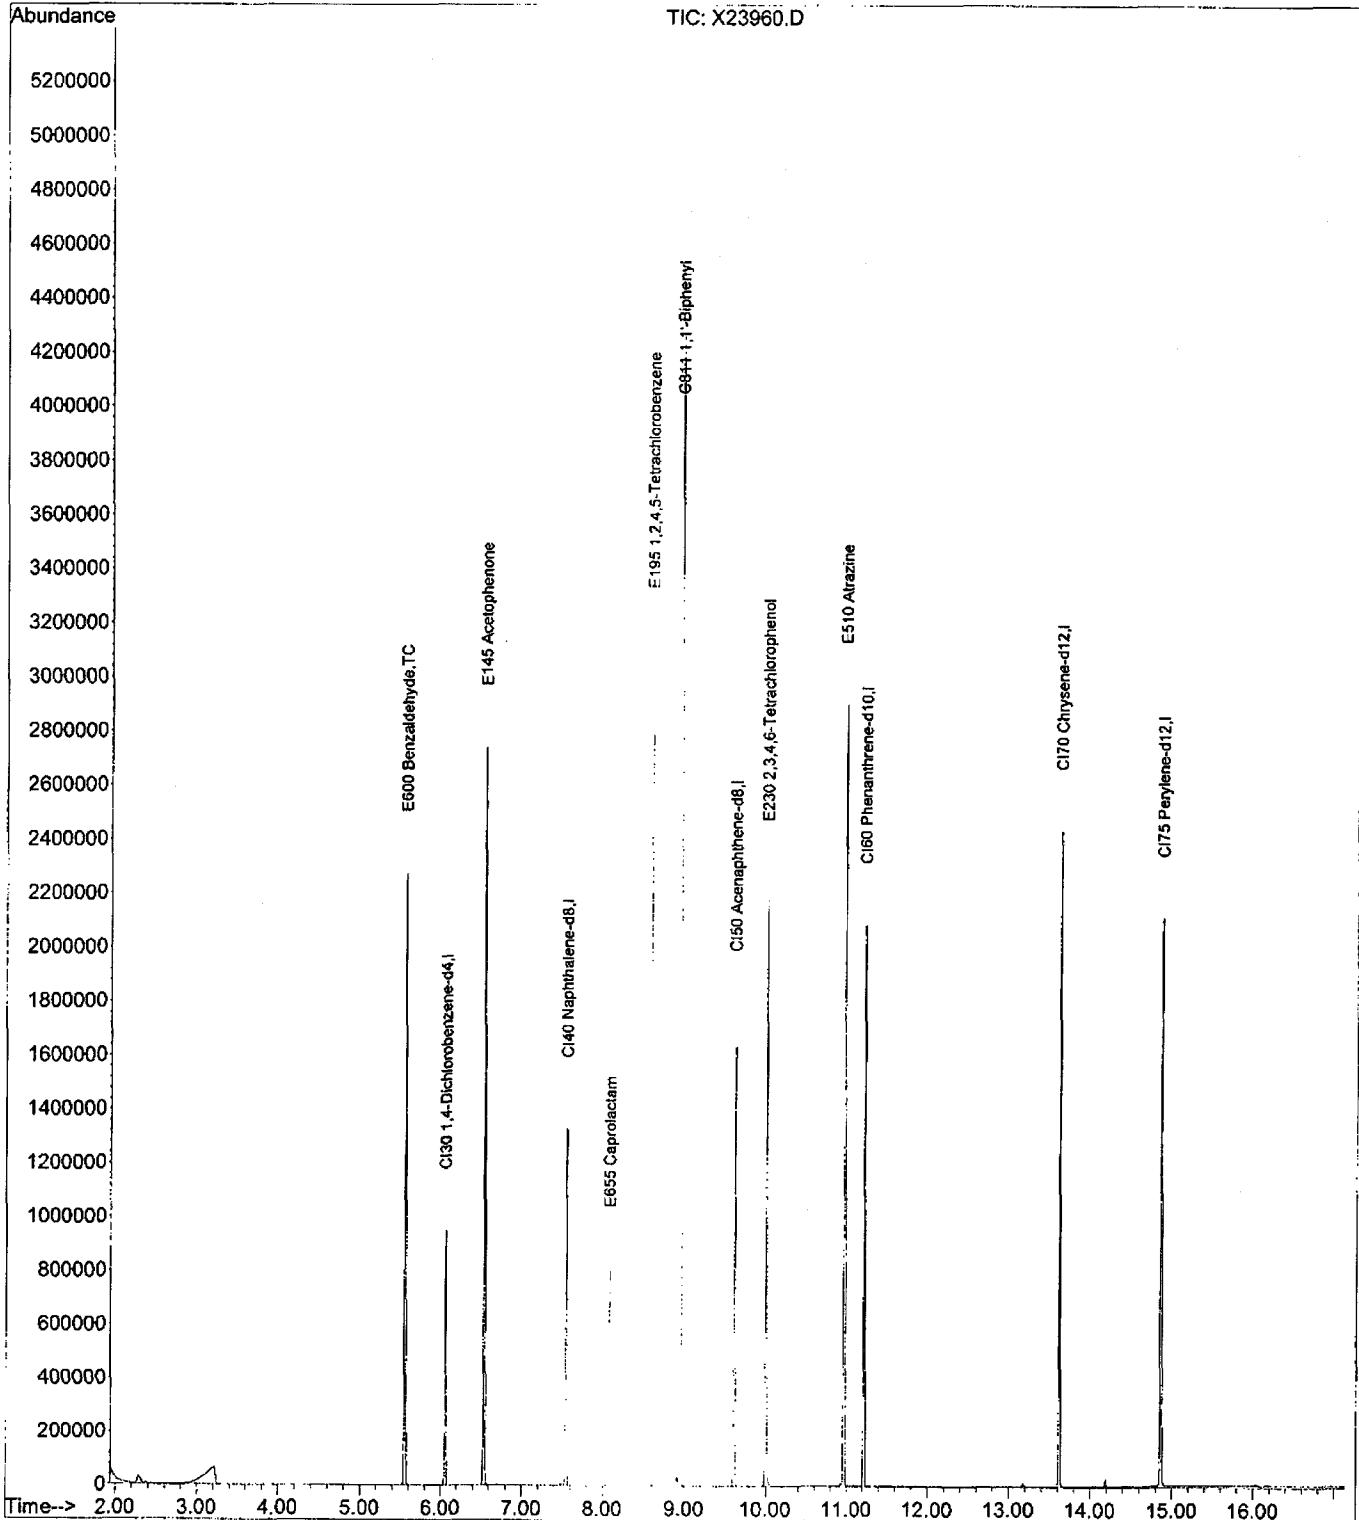 Abundance
TIC: X23960.D
5200000
5000000
4800000
4600000
4400000
4200000
4000000
3800000
3600000
3400000
3200000
3000000
2800000
2600000
2400000
2200000
2000000
1800000
1600000
1400000
1200000
1000000
800000
600000
400000
200000
0
E600 Benzaldehyde,TC
CI30 1,4-Dichlorobenzene-d4,I
E145 Acetophenone
CI40 Naphthalene-d8,I
E655 Caprolactam
E195 1,2,4,5-Tetrachlorobenzene
C811 1,1'-Biphenyl
CI50 Acenaphthene-d8,I
E230 2,3,4,6-Tetrachlorophenol
E510 Atrazine
CI60 Phenanthrene-d10,I
CI70 Chrysene-d12,I
CI75 Perylene-d12,I
Time--> 2.00 3.00 4.00 5.00 6.00 7.00 8.00 9.00 10.00 11.00 12.00 13.00 14.00 15.00 16.00